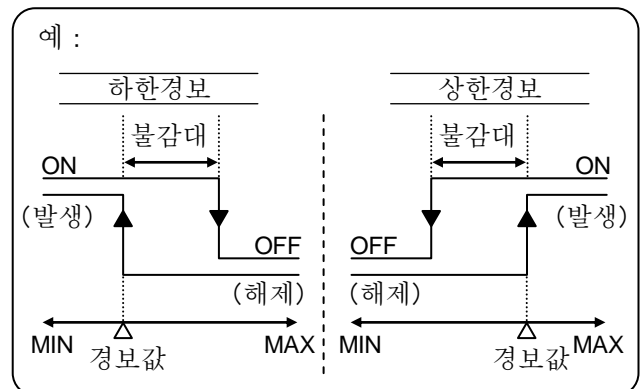 예 :
하한경보 상한경보
불감대 불감대
ON ON
(발생) (발생)
OFF OFF
(해제) (해제)
MIN MAX MIN MAX
경보값 경보값